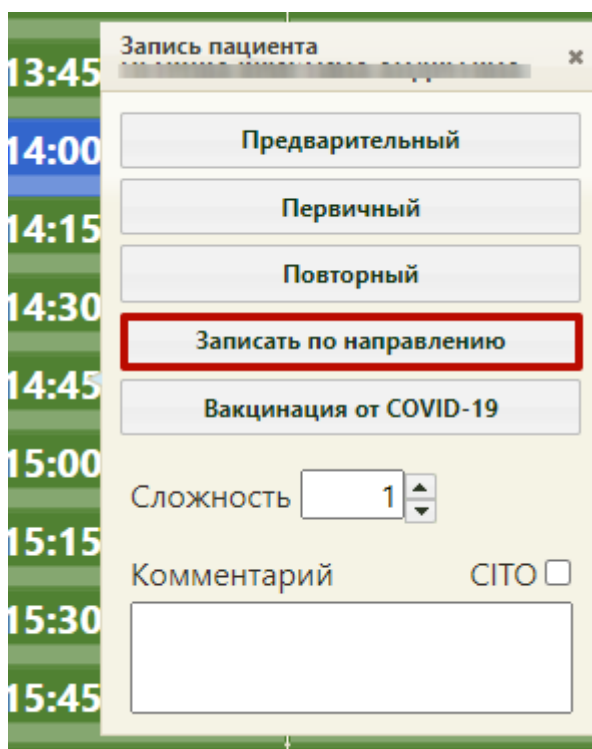 Запись пациента
13:45
14:00
14:15
14:30
14:45
15:00
15:15
15:30
15:45
Предварительный
Первичный
Повторный
Записать по направлению
Вакцинация от COVID-19
Сложность 1
Комментарий CITO